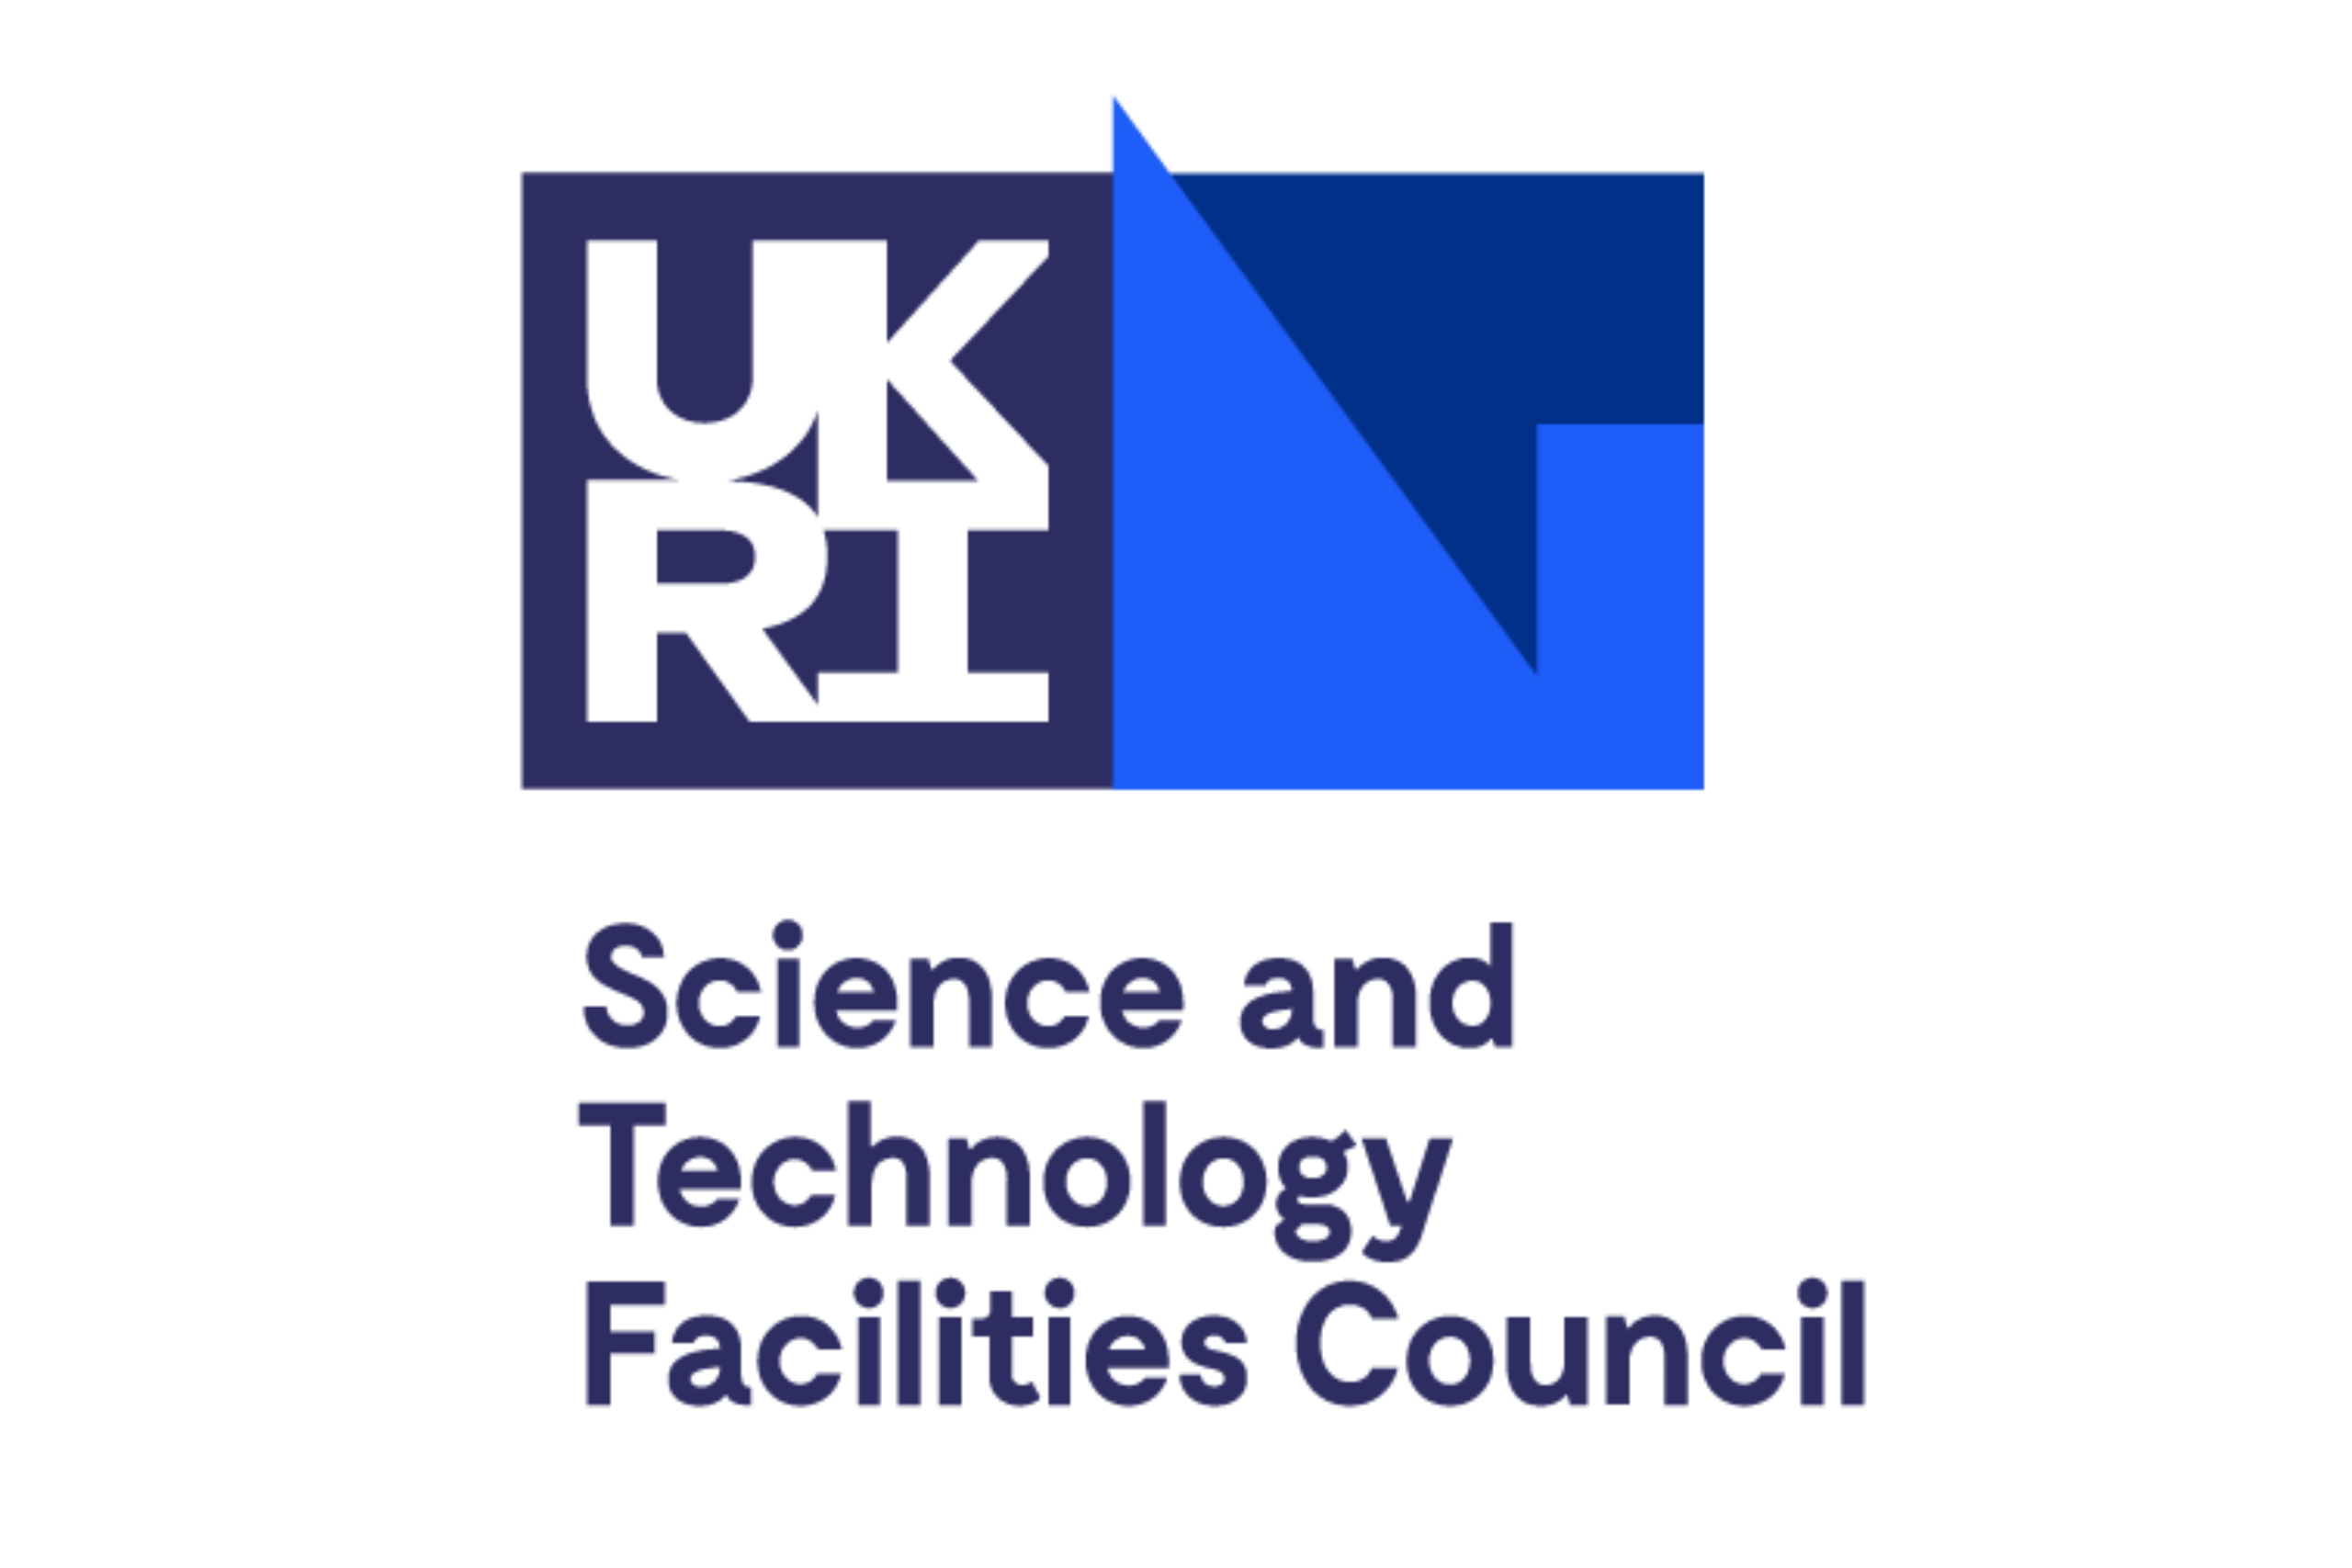 UK
RI
Science and
Technology
Facilities Council